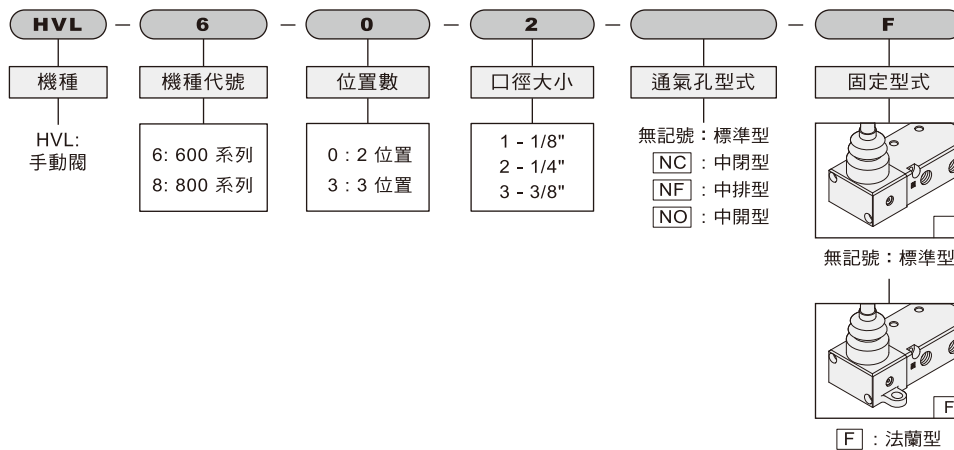 HVL – 6 – 0 – 2 – – F
機種
機種代號
位置數
口徑大小
通氣孔型式
固定型式
HVL:
手動閥
6: 600 系列
8: 800 系列
0 : 2 位置
3 : 3 位置
1 - 1/8"
2 - 1/4"
3 - 3/8"
無記號：標準型
NC : 中閉型
NF : 中排型
NO : 中開型
無記號：標準型
F
F : 法蘭型